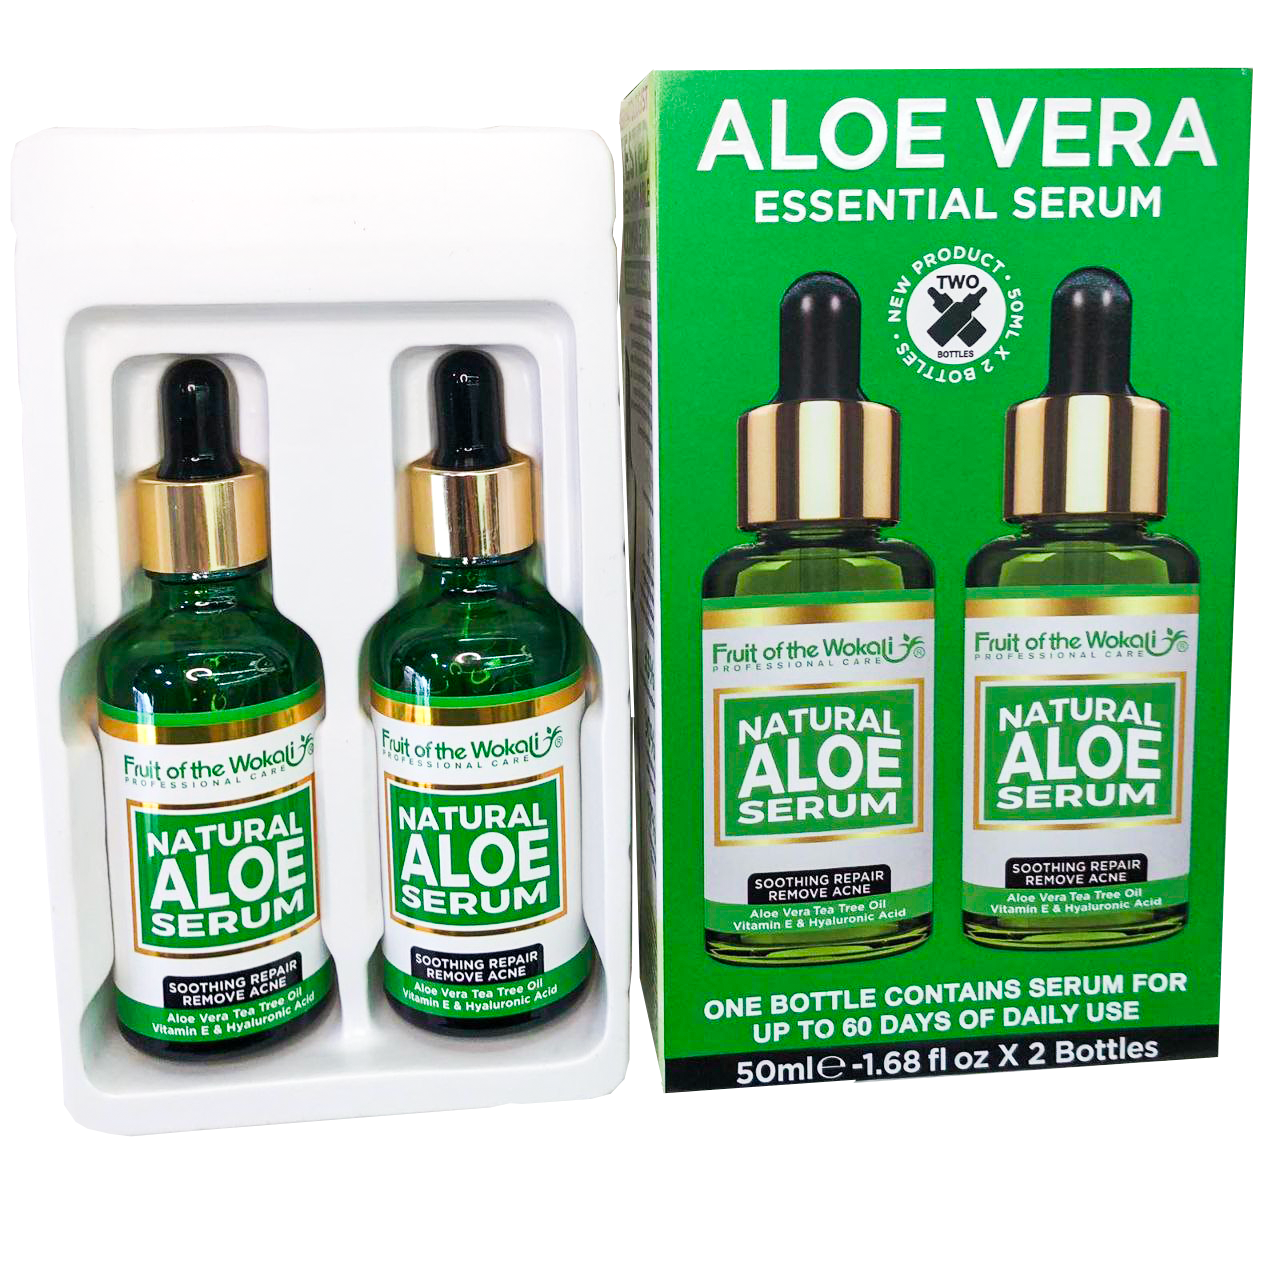 Fruit of the Wokali ®
PROFESSIONAL CARE
NATURAL
ALOE
SERUM
SOOTHING REPAIR
REMOVE ACNE
Aloe Vera Tea Tree Oil
Vitamin E & Hyaluronic Acid
Fruit of the Wokali ®
PROFESSIONAL CARE
NATURAL
ALOE
SERUM
SOOTHING REPAIR
REMOVE ACNE
Aloe Vera Tea Tree Oil
Vitamin E & Hyaluronic Acid
ALOE VERA
ESSENTIAL SERUM
NEW PRODUCT · 50ML X 2 BOTTLES ·
TWO
BOTTLES
Fruit of the Wokali ®
PROFESSIONAL CARE
NATURAL
ALOE
SERUM
SOOTHING REPAIR
REMOVE ACNE
Aloe Vera Tea Tree Oil
Vitamin E & Hyaluronic Acid
Fruit of the Wokali ®
PROFESSIONAL CARE
NATURAL
ALOE
SERUM
SOOTHING REPAIR
REMOVE ACNE
Aloe Vera Tea Tree Oil
Vitamin E & Hyaluronic Acid
ONE BOTTLE CONTAINS SERUM FOR
UP TO 60 DAYS OF DAILY USE
50ml℮-1.68 fl oz X 2 Bottles